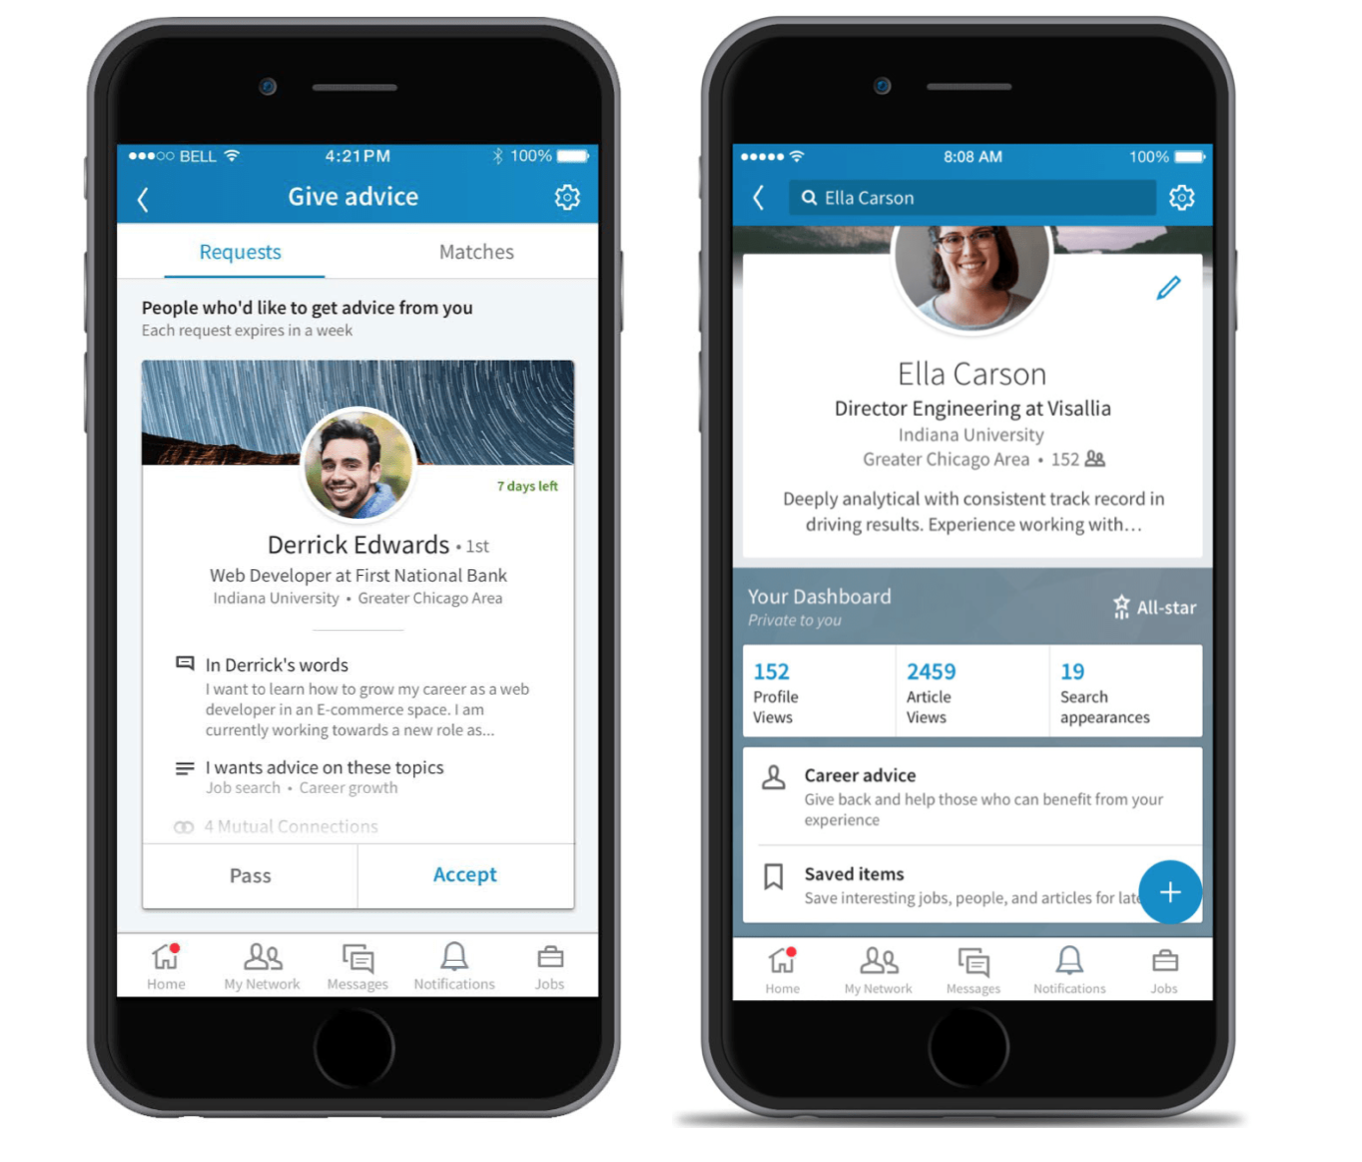 BELL
4:21 PM
100%
Give advice
Requests
Matches
People who'd like to get advice from you
Each request expires in a week
7 days left
Derrick Edwards • 1st
Web Developer at First National Bank
Indiana University • Greater Chicago Area
In Derrick's words
I want to learn how to grow my career as a web
developer in an E-commerce space. I am
currently working towards a new role as...
I wants advice on these topics
Job search • Career growth
4 Mutual Connections
Pass
Accept
Home
My Network
Messages
Notifications
Jobs
8:08 AM
100%
Ella Carson
Ella Carson
Director Engineering at Visallia
Indiana University
Greater Chicago Area • 152
Deeply analytical with consistent track record in
driving results. Experience working with...
Your Dashboard
Private to you
All-star
152
Profile
Views
2459
Article
Views
19
Search
appearances
Career advice
Give back and help those who can benefit from your
experience
Saved items
Save interesting jobs, people, and articles for
Home
My Network
Messages
Notifications
Jobs